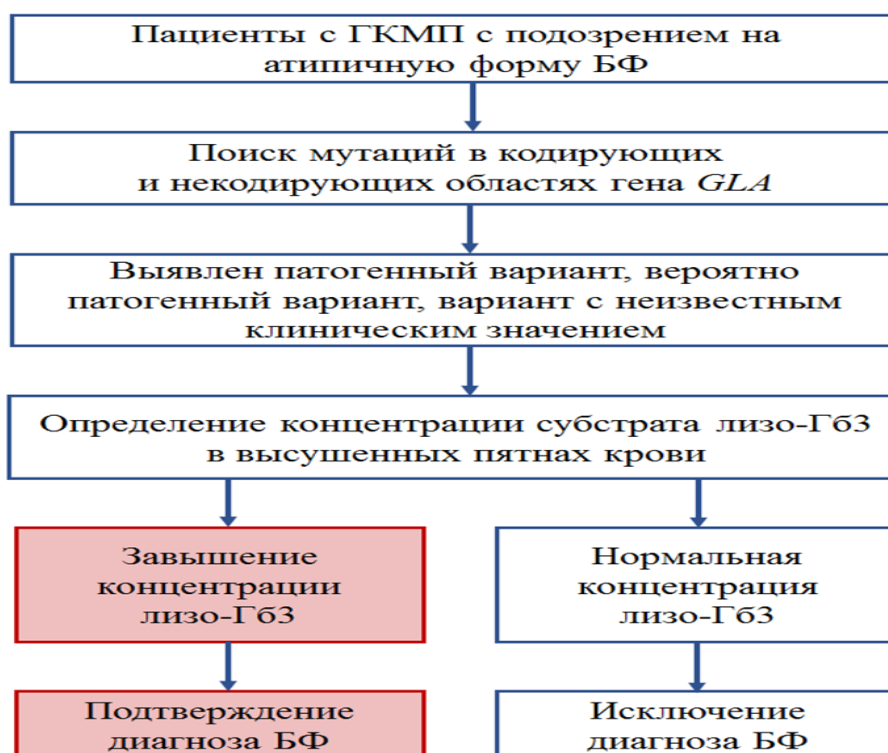 Пациенты с ГКМП с подозрением на
атипичную форму БФ
Поиск мутаций в кодирующих
и некодирующих областях гена GLA
Выявлен патогенный вариант, вероятно
патогенный вариант, вариант с неизвестным
клиническим значением
Определение концентрации субстрата лизо-Гб3
в высушенных пятнах крови
Завышение
концентрации
лизо-Гб3
Нормальная
концентрация
лизо-Гб3
Подтверждение
диагноза БФ
Исключение
диагноза БФ